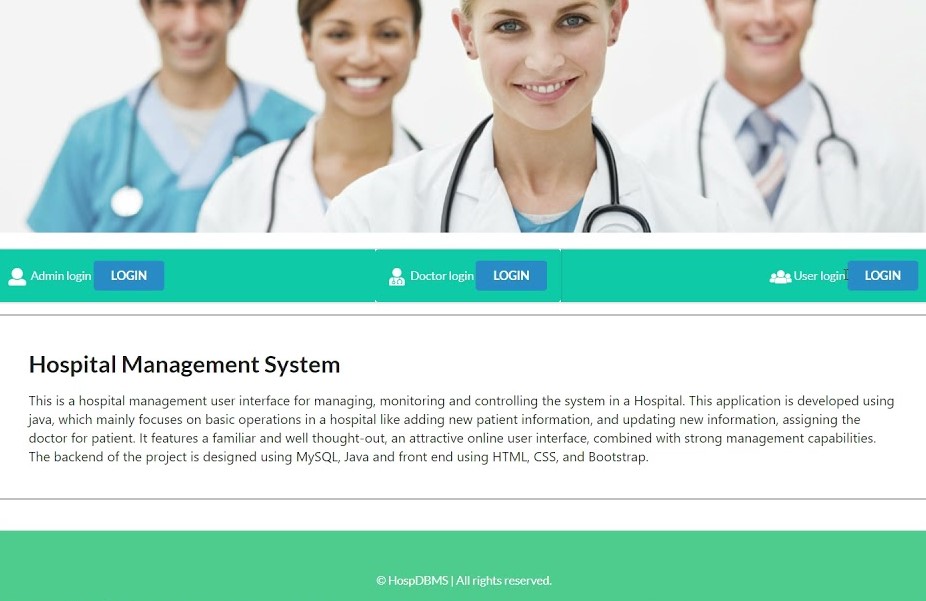 Admin login LOGIN Doctor login LOGIN User login LOGIN
Hospital Management System
This is a hospital management user interface for managing, monitoring and controlling the system in a Hospital. This application is developed using
java, which mainly focuses on basic operations in a hospital like adding new patient information, and updating new information, assigning the
doctor for patient. It features a familiar and well thought-out, an attractive online user interface, combined with strong management capabilities.
The backend of the project is designed using MySQL, Java and front end using HTML, CSS, and Bootstrap.
© HospDBMS | All rights reserved.